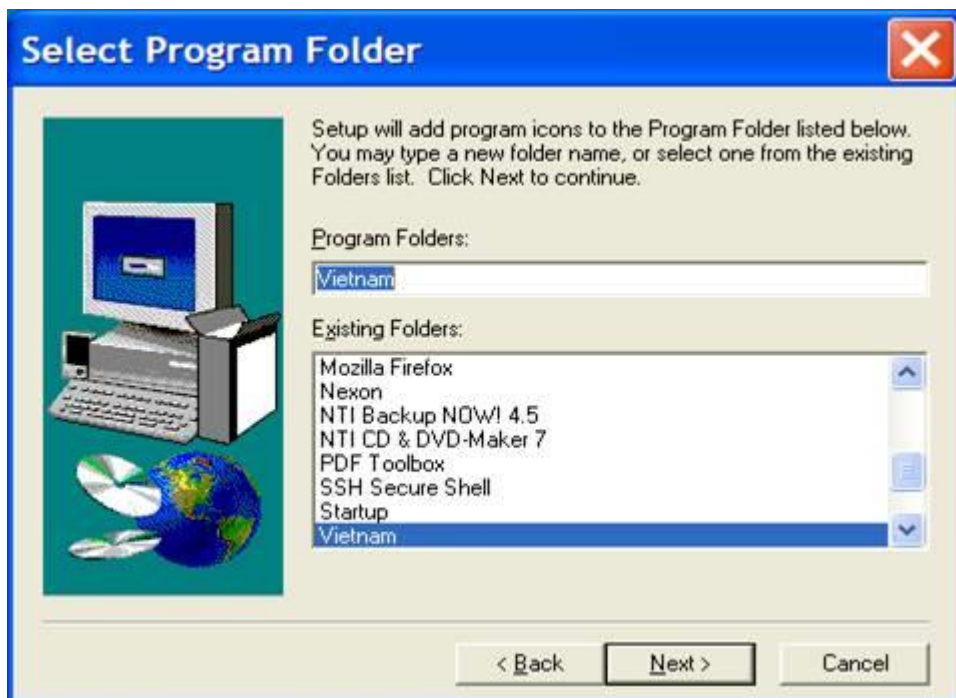 Select Program Folder
Setup will add program icons to the Program Folder listed below.
You may type a new folder name, or select one from the existing
Folders list. Click Next to continue.
Program Folders:
Vietnam
Existing Folders:
Mozilla Firefox
Nexon
NTI Backup NOW! 4.5
NTI CD & DVD-Maker 7
PDF Toolbox
SSH Secure Shell
Startup
Vietnam
< Back Next > Cancel